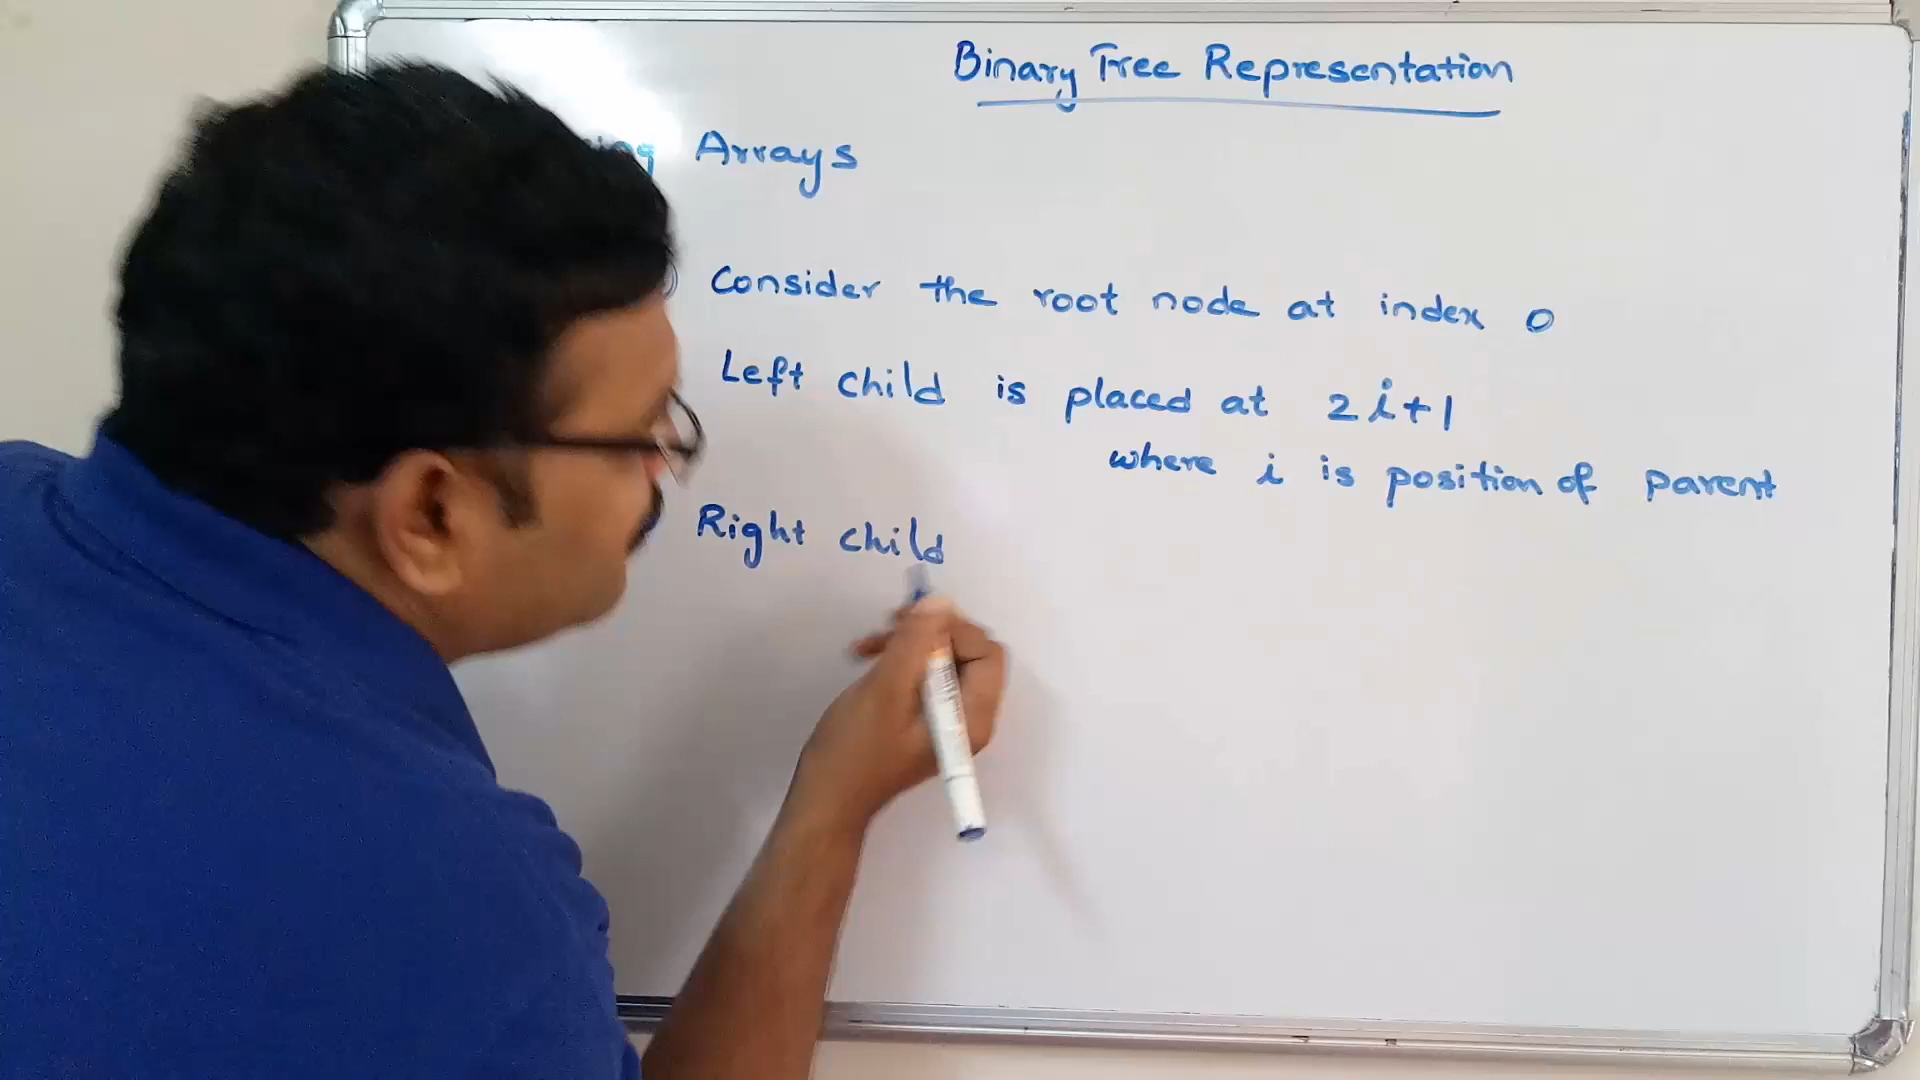 Binary Tree Representation
Arrays
Consider the root node at index 0
Left child is placed at 2i+1
where i is position of parent
Right child